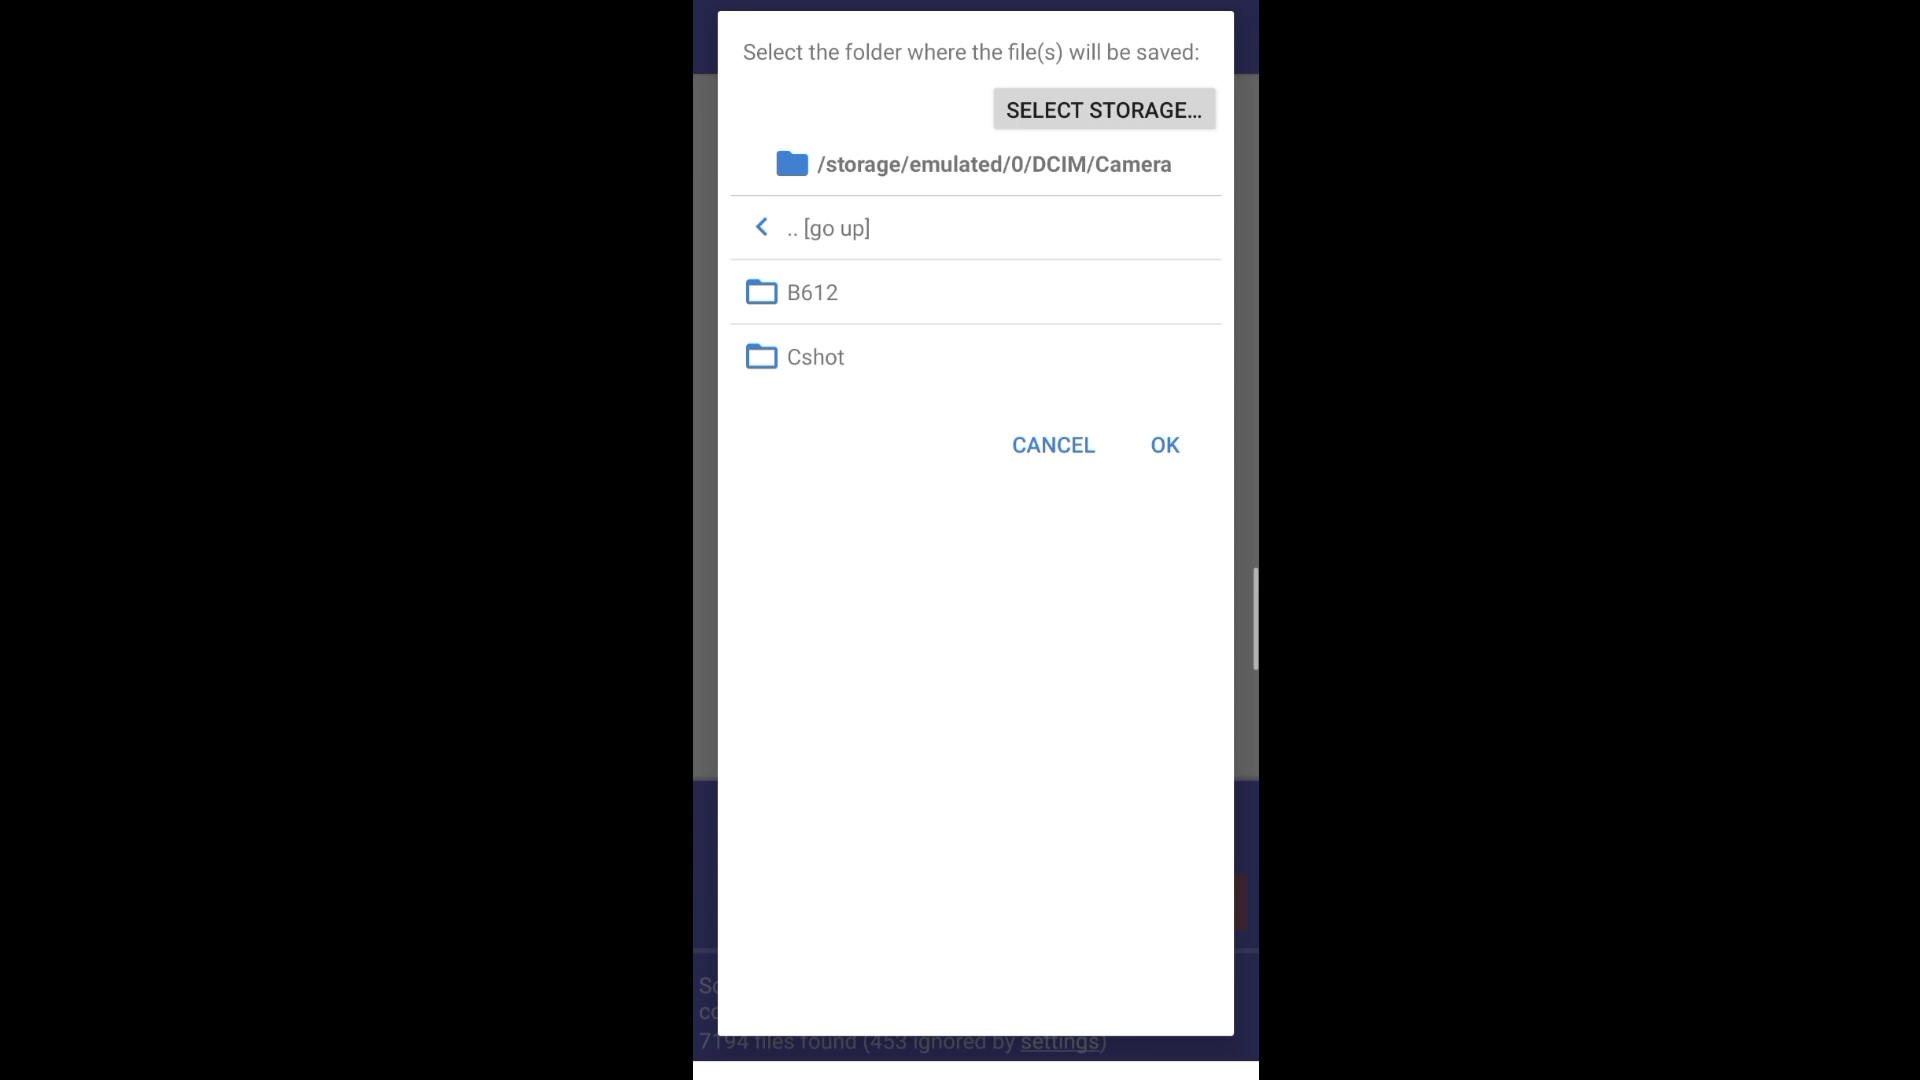 Select the folder where the file(s) will be saved:
SELECT STORAGE...
/storage/emulated/0/DCIM/Camera
.. [go up]
B612
Cshot
CANCEL OK
7194 files found (453 ignored by settings)